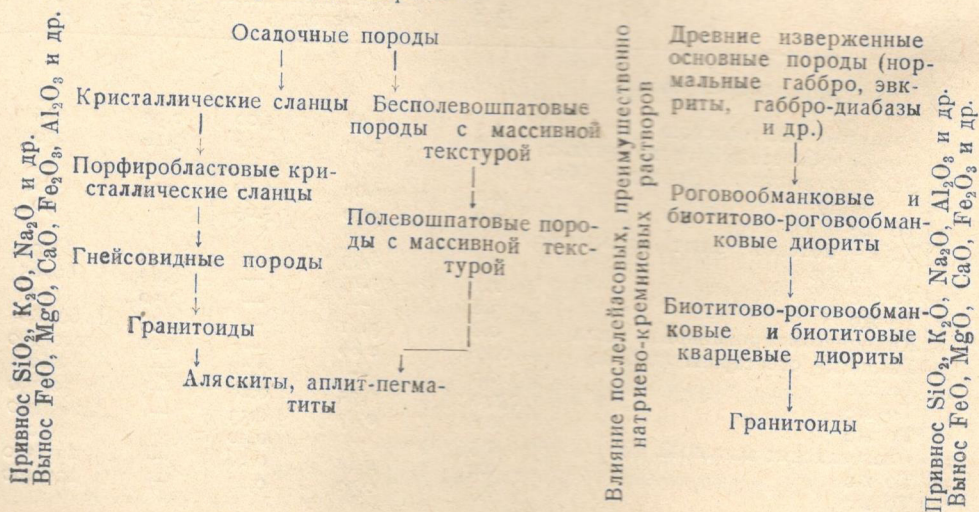 Привнос SiO₂, K₂O, Na₂O и др.
Вынос FeO, MgO, CaO, Fe₂O₃, Al₂O₃ и др.
Осадочные породы
Кристаллические сланцы
Порфиробластовые кри-
сталлические сланцы
Гнейсовидные породы
Гранитоиды
Бесполевошпатовые
породы с массивной
текстурой
Полевошпатовые поро-
ды с массивной текс-
турой
Аляскиты, аплит-пегма-
титы
Влияние послелейасовых, преимущественно
натриево-кремниевых растворов
Древние изверженные
основные породы (нор-
мальные габбро, эвк-
риты, габбро-диабазы
и др.)
Роговообманковые и
биотитово-роговообман-
ковые диориты
Биотитово-роговообман-
ковые и биотитовые
кварцевые диориты
Гранитоиды
Привнос SiO₂, K₂O, Na₂O, Al₂O₃ и др.
Вынос FeO, MgO, CaO, Fe₂O₃ и др.